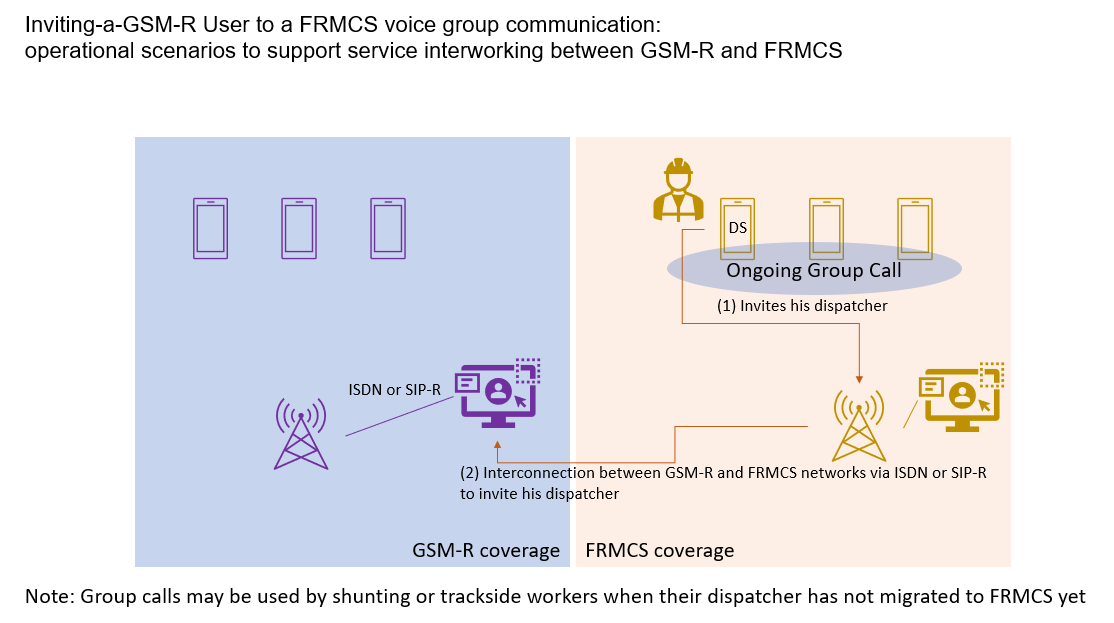 Inviting-a-GSM-R User to a FRMCS voice group communication:
operational scenarios to support service interworking between GSM-R and FRMCS
DS
Ongoing Group Call
(1) Invites his dispatcher
ISDN or SIP-R
(2) Interconnection between GSM-R and FRMCS networks via ISDN or SIP-R
to invite his dispatcher
GSM-R coverage
FRMCS coverage
Note: Group calls may be used by shunting or trackside workers when their dispatcher has not migrated to FRMCS yet